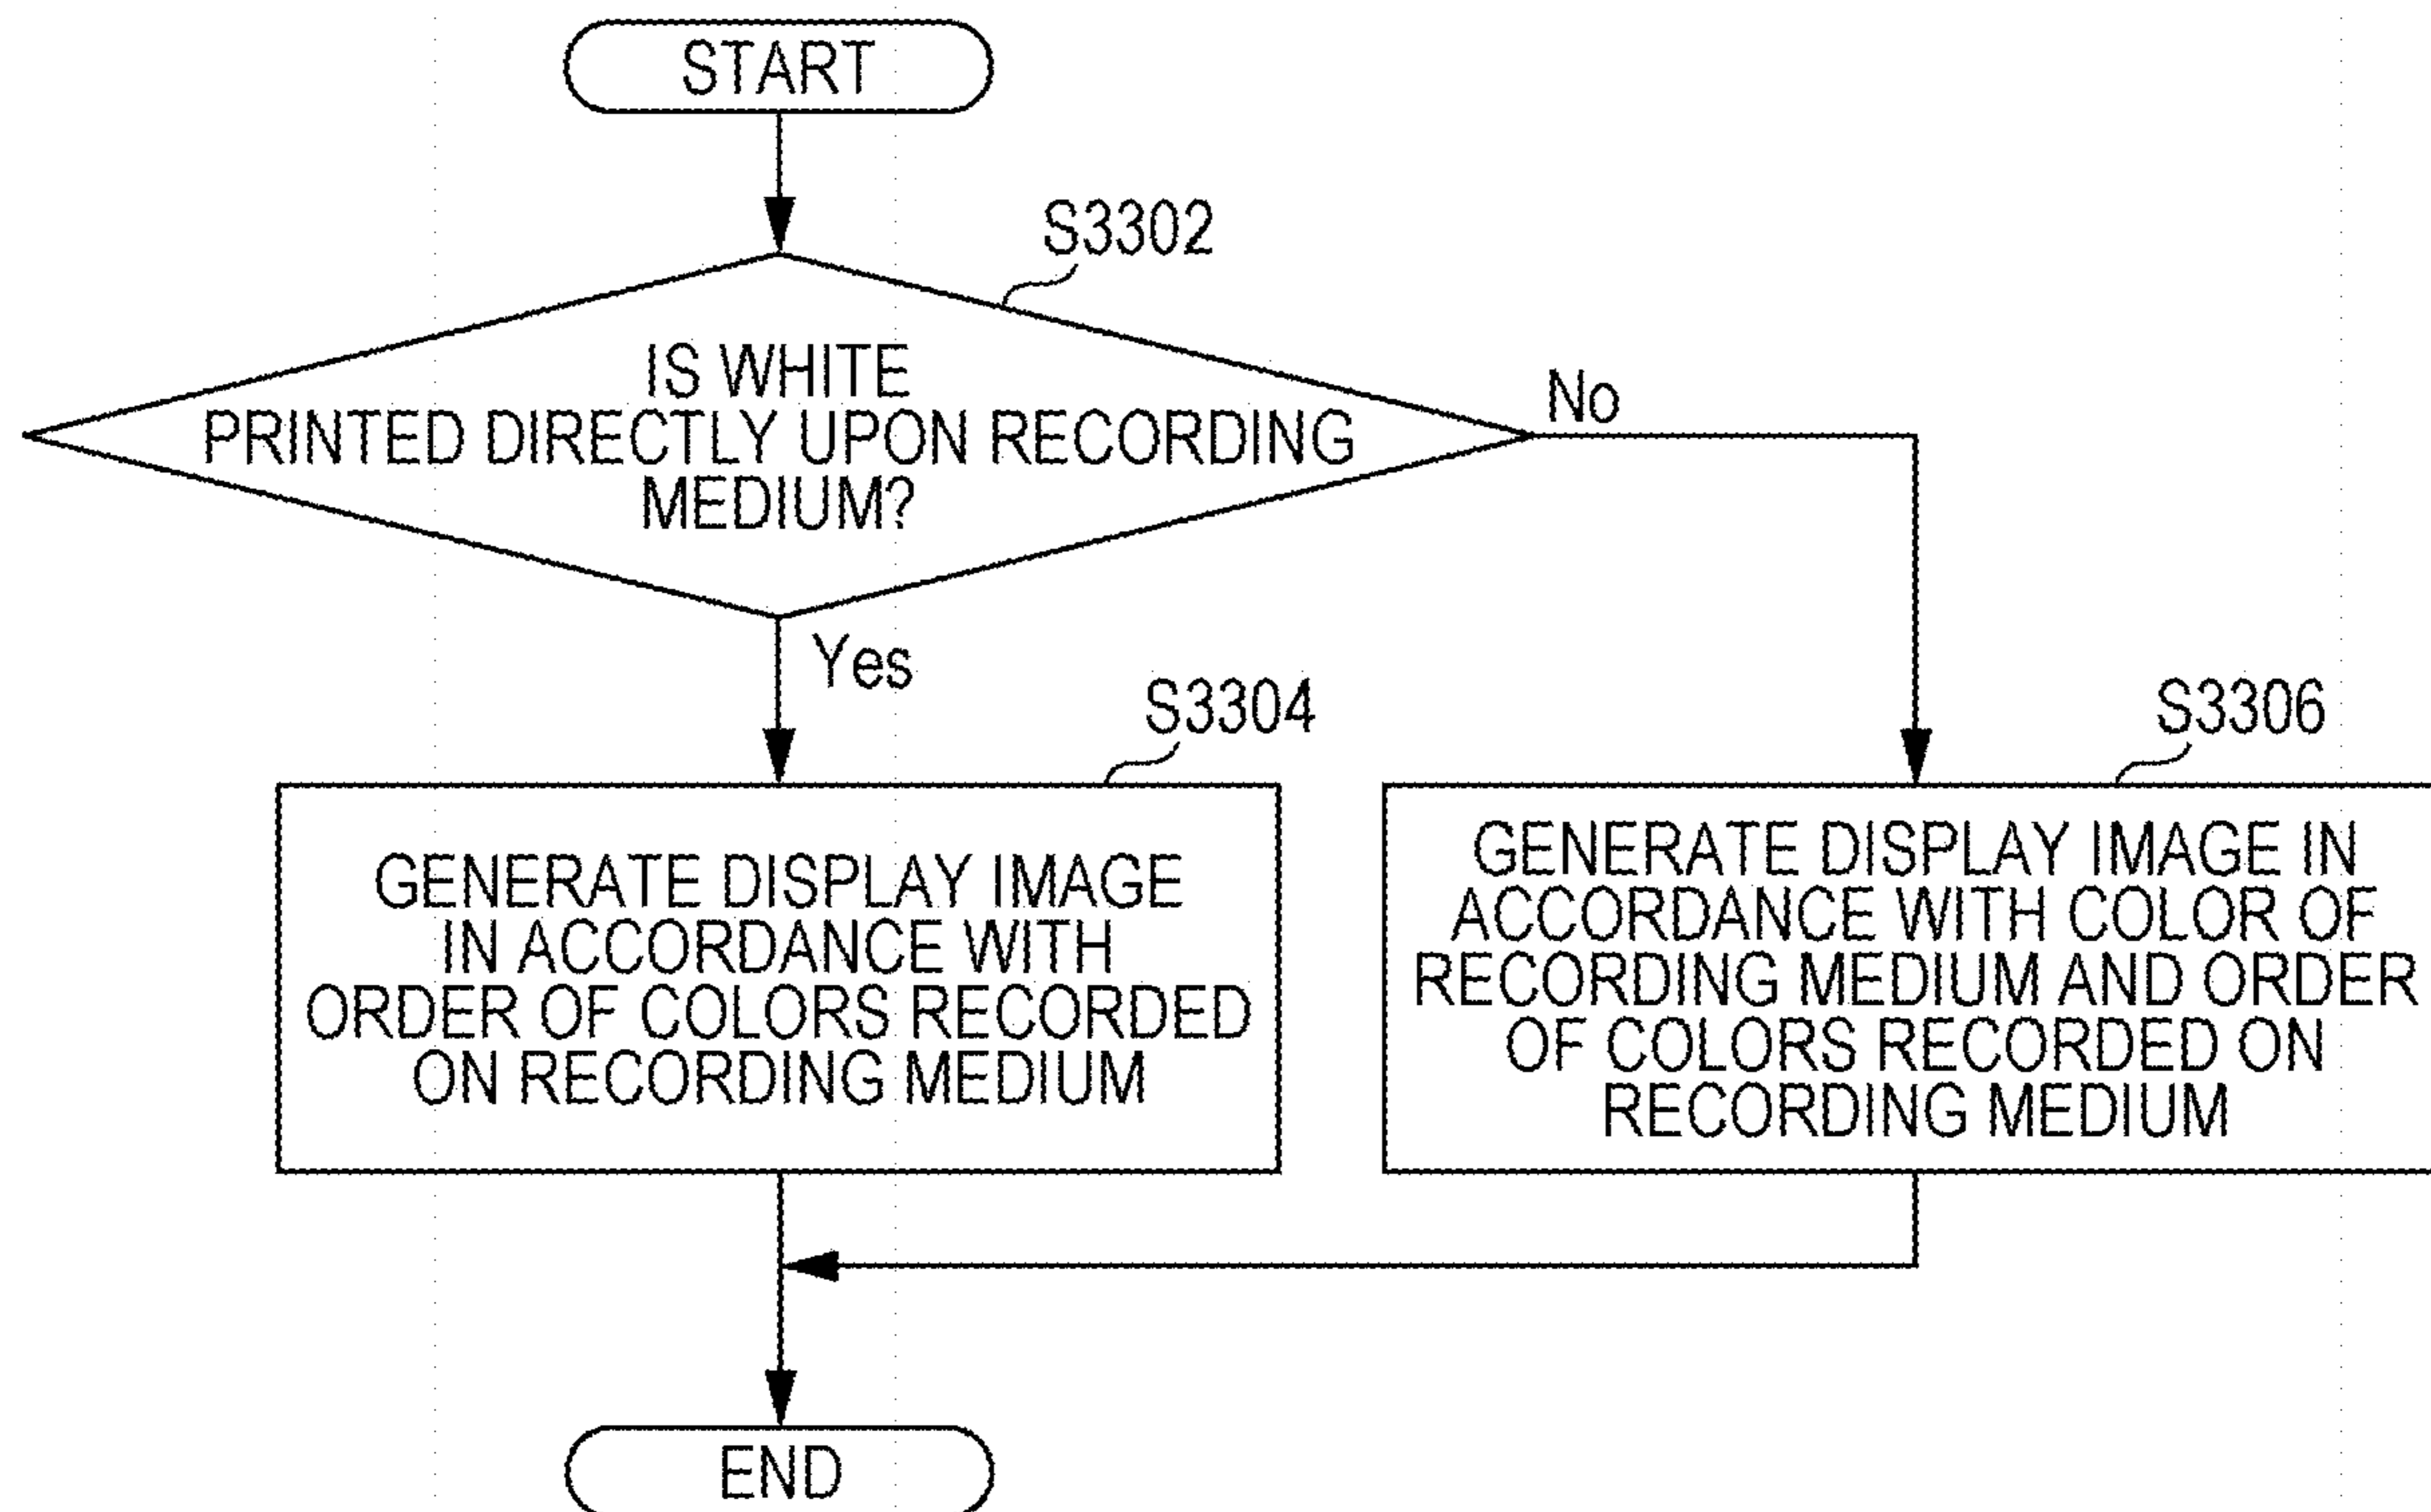 START
S3302
IS WHITE
PRINTED DIRECTLY UPON RECORDING
MEDIUM?
No
Yes
S3304
GENERATE DISPLAY IMAGE
IN ACCORDANCE WITH
ORDER OF COLORS RECORDED
ON RECORDING MEDIUM
S3306
GENERATE DISPLAY IMAGE IN
ACCORDANCE WITH COLOR OF
RECORDING MEDIUM AND ORDER
OF COLORS RECORDED ON
RECORDING MEDIUM
END